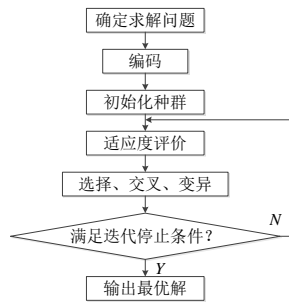 确定求解问题
编码
初始化种群
适应度评价
选择、交叉、变异
满足迭代停止条件?
N
Y
输出最优解